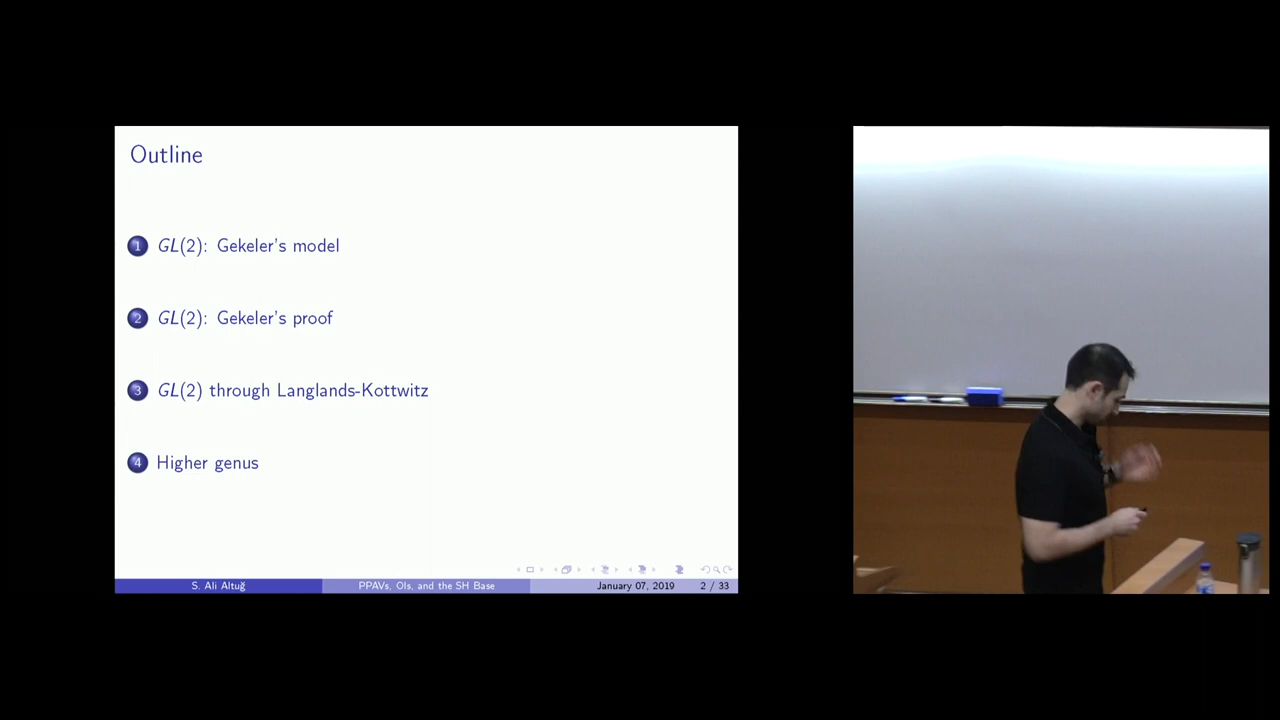 Outline
1 GL(2): Gekeler's model
2 GL(2): Gekeler's proof
3 GL(2) through Langlands-Kottwitz
4 Higher genus
S. Ali Altuğ PPAVs, OIs, and the SH Base January 07, 2019 2 / 33